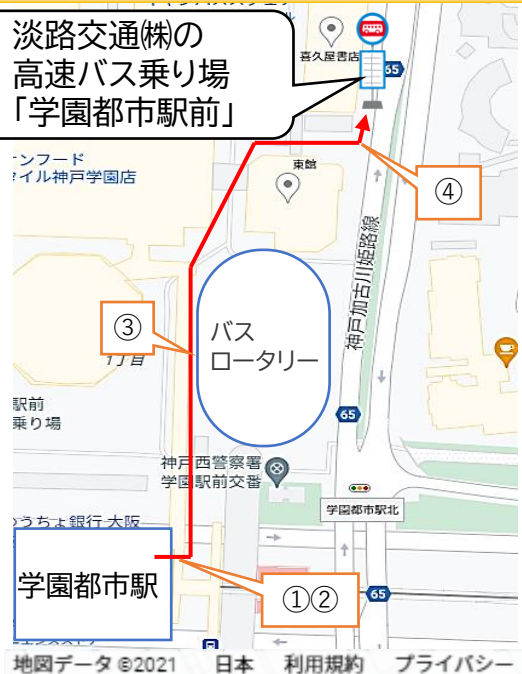 淡路交通㈱の
高速バス乗り場
「学園都市駅前」
喜久屋書店
65
ンフード
イル神戸学園店
東館
④
神戸加古川姫路線
③
バス
ロータリー
1丁目
駅前
乗り場
65
神戸西警察署
学園駅前交番
学園都市駅北
うちょ銀行 大阪
学園都市駅
①②
65
地図データ ©2021 日本 利用規約 プライバシー